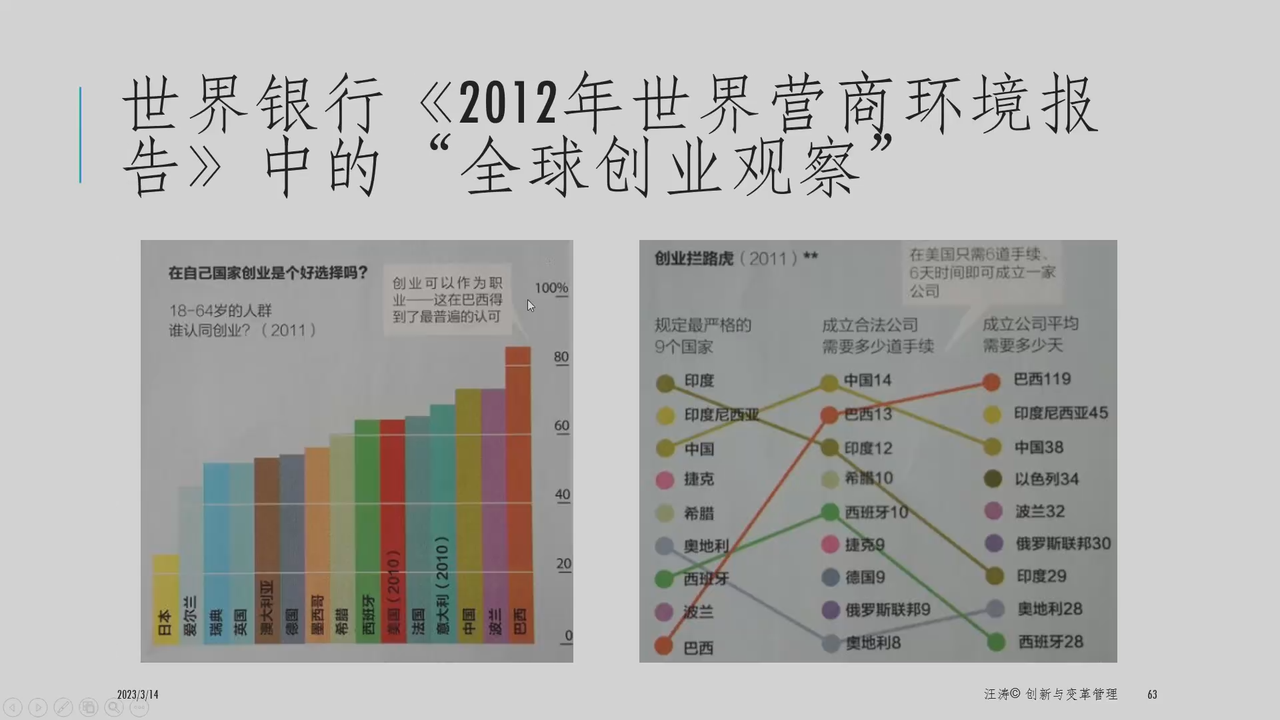 世界银行《2012年世界营商环境报
告》中的“全球创业观察”
在自己国家创业是个好选择吗?
18-64岁的人群
谁认同创业?（2011）
创业可以作为职
业——这在巴西得
到了最普遍的认可
100%
80
60
40
20
0
日本
爱尔兰
瑞典
英国
澳大利亚
德国
墨西哥
希腊
西班牙
美国（2010）
法国
意大利（2010）
中国
波兰
巴西
创业拦路虎（2011）**
在美国只需6道手续、
6天时间即可成立一家
公司
规定最严格的
9个国家
印度
印度尼西亚
中国
捷克
希腊
奥地利
西班牙
波兰
巴西
成立合法公司
需要多少道手续
中国14
巴西13
印度12
希腊10
西班牙10
捷克9
德国9
俄罗斯联邦9
奥地利8
成立公司平均
需要多少天
巴西119
印度尼西亚45
中国38
以色列34
波兰32
俄罗斯联邦30
印度29
奥地利28
西班牙28
2023/3/14
汪涛© 创新与变革管理
63